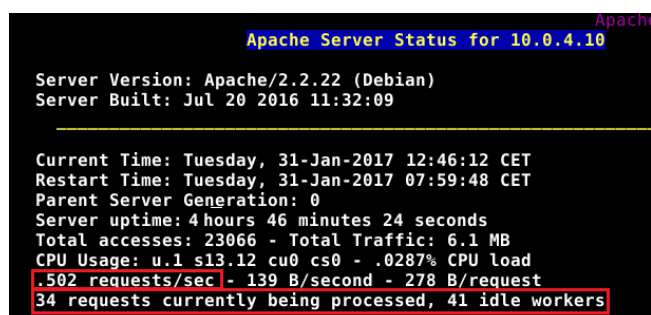 Apache
Apache Server Status for 10.0.4.10
Server Version: Apache/2.2.22 (Debian)
Server Built: Jul 20 2016 11:32:09
Current Time: Tuesday, 31-Jan-2017 12:46:12 CET
Restart Time: Tuesday, 31-Jan-2017 07:59:48 CET
Parent Server Generation: 0
Server uptime: 4 hours 46 minutes 24 seconds
Total accesses: 23066 - Total Traffic: 6.1 MB
CPU Usage: u.1 s13.12 cu0 cs0 - .0287% CPU load
.502 requests/sec - 139 B/second - 278 B/request
34 requests currently being processed, 41 idle workers